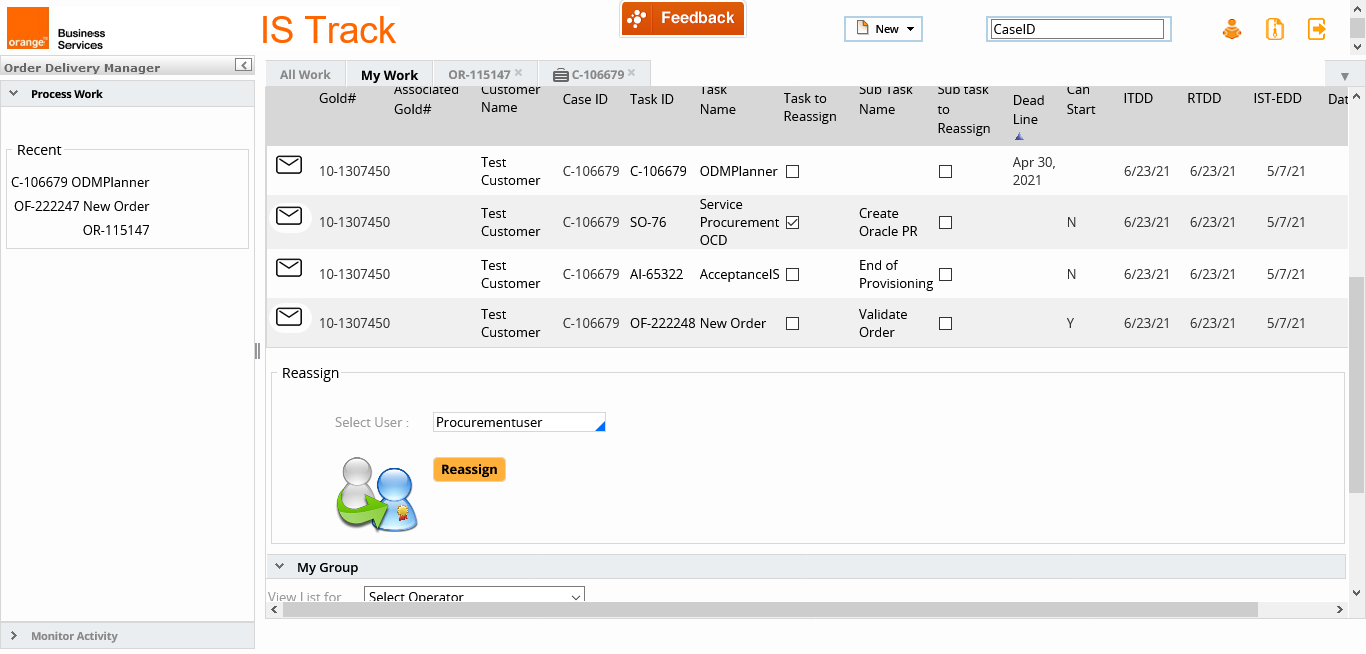 orange™
Business
Services
IS Track
Feedback
New
CaseID
Order Delivery Manager
Process Work
Recent
C-106679 ODMPlanner
OF-222247 New Order
OR-115147
Monitor Activity
All Work
My Work
OR-115147
C-106679
Gold#
Associated
Gold#
Customer
Name
Case ID
Task ID
Task
Name
Task to
Reassign
Sub Task
Name
Sub task
to
Reassign
Dead
Line
Can
Start
ITDD
RTDD
IST-EDD
Dat
10-1307450 Test Customer C-106679 C-106679 ODMPlanner Apr 30, 2021 6/23/21 6/23/21 5/7/21
10-1307450 Test Customer C-106679 SO-76 Service Procurement OCD Create Oracle PR N 6/23/21 6/23/21 5/7/21
10-1307450 Test Customer C-106679 AI-65322 AcceptanceIS End of Provisioning N 6/23/21 6/23/21 5/7/21
10-1307450 Test Customer C-106679 OF-222248 New Order Validate Order Y 6/23/21 6/23/21 5/7/21
Reassign
Select User :
Procurementuser
Reassign
My Group
View List for
Select Operator